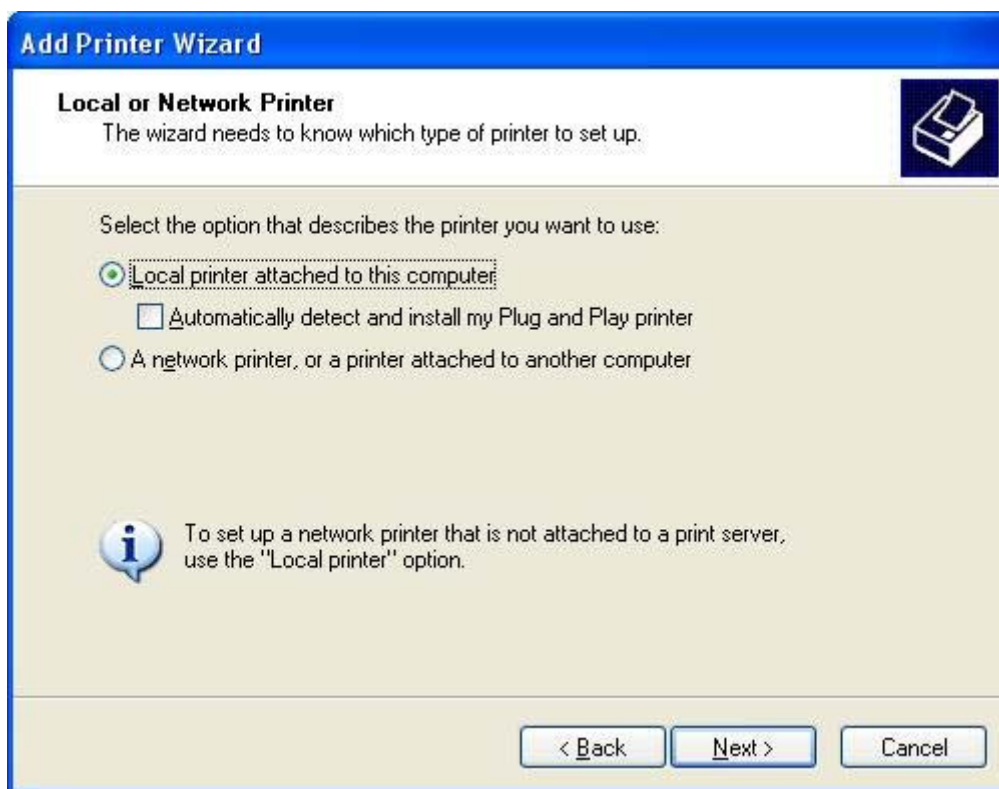 Add Printer Wizard
Local or Network Printer
The wizard needs to know which type of printer to set up.
Select the option that describes the printer you want to use:
Local printer attached to this computer
Automatically detect and install my Plug and Play printer
A network printer, or a printer attached to another computer
To set up a network printer that is not attached to a print server,
use the "Local printer" option.
< Back Next > Cancel